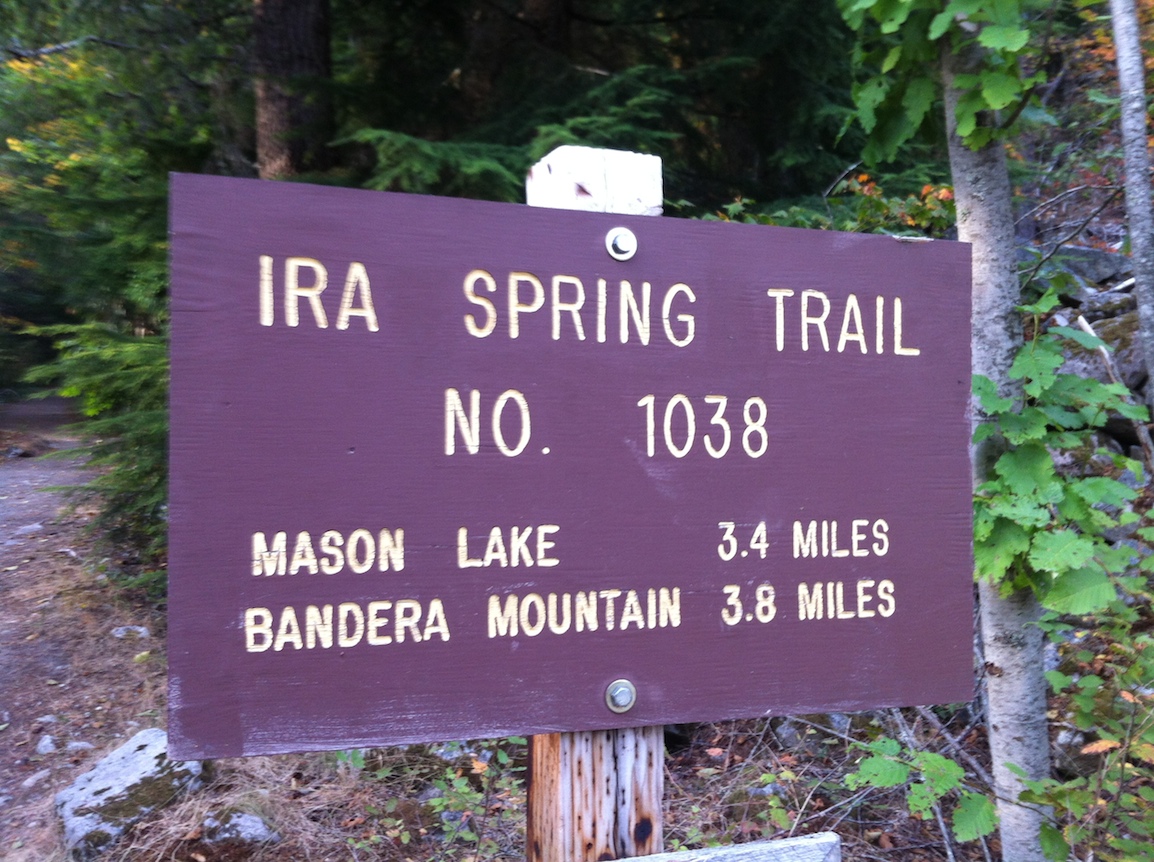 IRA SPRING TRAIL
NO. 1038
MASON LAKE 3.4 MILES
BANDERA MOUNTAIN 3.8 MILES